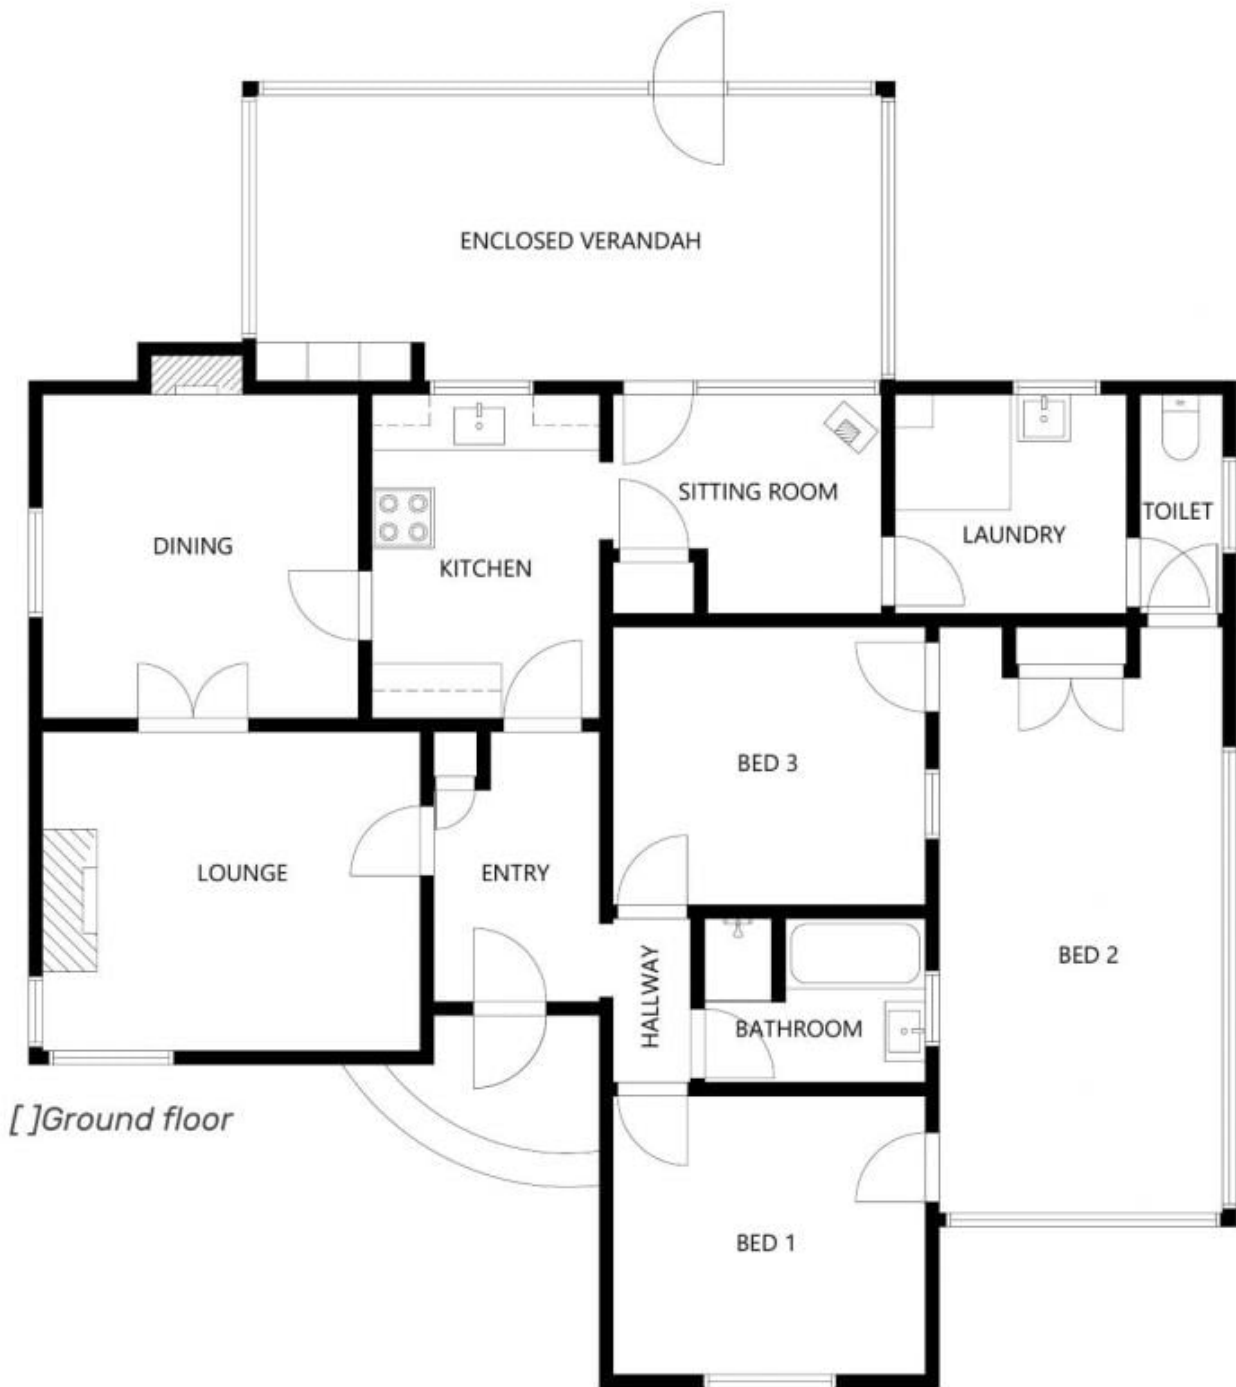 ENCLOSED VERANDAH
SITTING ROOM
TOILET
LAUNDRY
DINING
KITCHEN
BED 3
LOUNGE
ENTRY
BED 2
HALLWAY
BATHROOM
[ ]Ground floor
BED 1